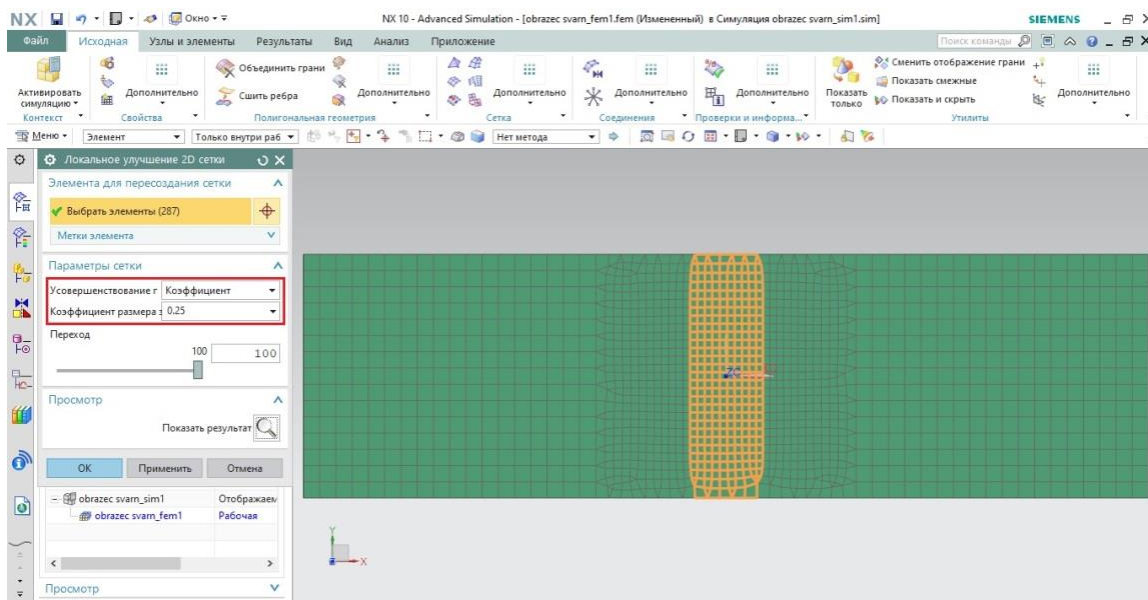 NX Окно NX 10 - Advanced Simulation - [obrazec svarn_fem1.fem (Измененный) в Симуляция obrazec svarn_sim1.sim] SIEMENS
Файл Исходная Узлы и элементы Результаты Вид Анализ Приложение Поиск команды
Активировать симуляцию Дополнительно Объединить грани Сшить ребра Дополнительно Дополнительно Дополнительно Дополнительно Показать только Сменить отображение грани Показать смежные Показать и скрыть Дополнительно
Контекст Свойства Полигональная геометрия Сетка Соединения Проверки и информа... Утилиты
Меню Элемент Только внутри раб Нет метода
Локальное улучшение 2D сетки
Элемента для пересоздания сетки
Выбрать элементы (287)
Метки элемента
Параметры сетки
Усовершенствование г Коэффициент
Коэффициент размера э 0.25
Переход
100 100
Просмотр
Показать результат
ОК Применить Отмена
obrazec svarn_sim1 Отображаем
obrazec svarn_fem1 Рабочая
Просмотр
ZC
Y
X